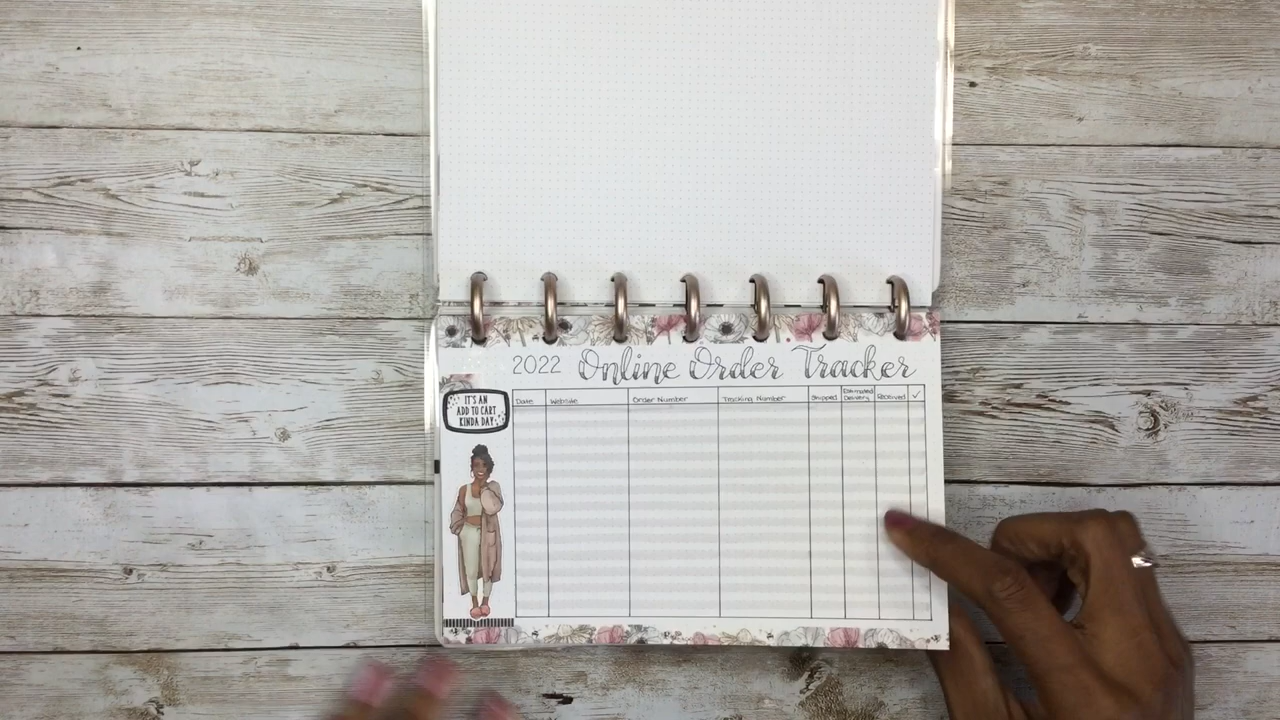 2022 Online Order Tracker
IT'S AN
ADD TO CART
KINDA DAY
Date Website Order Number Tracking Number Shipped Estimated Delivery Received ✓